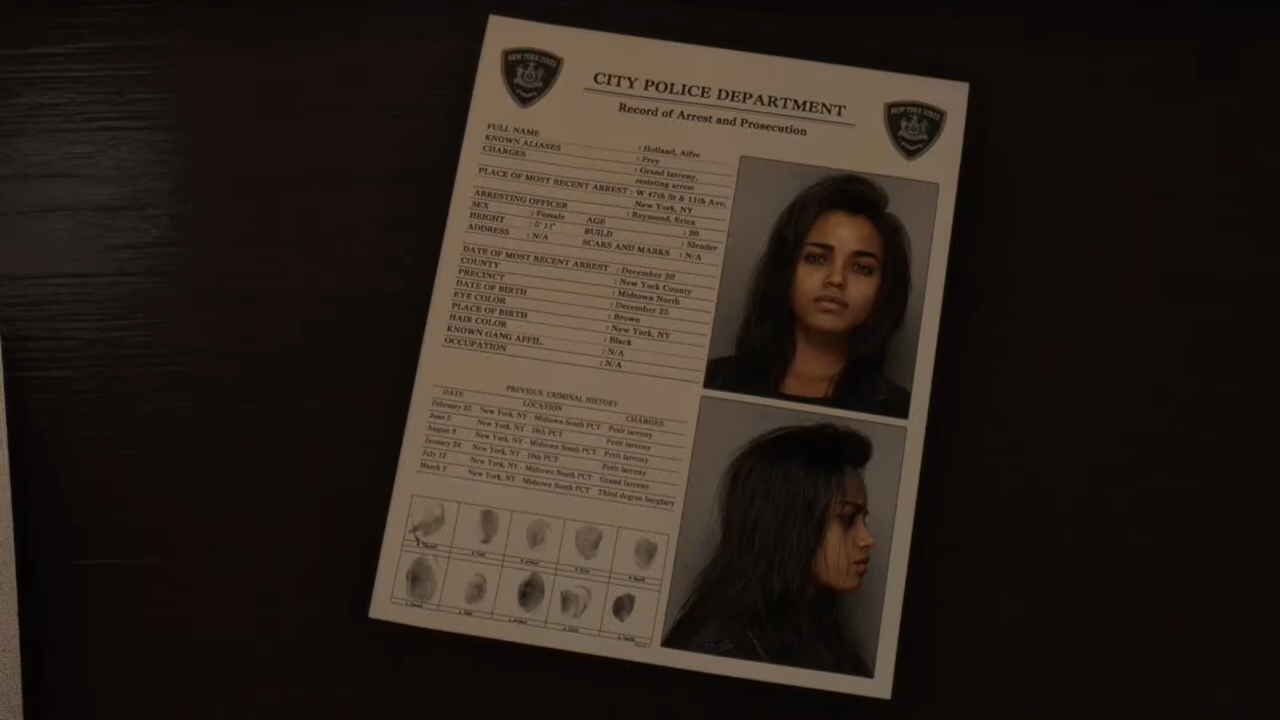 NEW YORK STATE
NEW YORK STATE
CITY POLICE DEPARTMENT
Record of Arrest and Prosecution
FULL NAME : Holland, Alfre
KNOWN ALIASES : Prey
CHARGES : Grand larceny,
resisting arrest
PLACE OF MOST RECENT ARREST : W 47th St & 11th Ave,
New York, NY
ARRESTING OFFICER : Raymond, Erica
SEX : Female AGE : 20
HEIGHT : 5' 11" BUILD : Slender
ADDRESS : N/A SCARS AND MARKS : N/A
DATE OF MOST RECENT ARREST : December 20
COUNTY : New York County
PRECINCT : Midtown North
DATE OF BIRTH : December 25
EYE COLOR : Brown
PLACE OF BIRTH : New York, NY
HAIR COLOR : Black
KNOWN GANG AFFIL. : N/A
OCCUPATION : N/A
PREVIOUS CRIMINAL HISTORY
DATE LOCATION CHARGES
February 25 New York, NY - Midtown South PCT Petit larceny
June 5 New York, NY - 10th PCT Petit larceny
August 9 New York, NY - Midtown South PCT Petit larceny
January 24 New York, NY - 10th PCT Petit larceny
July 12 New York, NY - Midtown South PCT Grand larceny
March 2 New York, NY - Midtown South PCT Third degree burglary